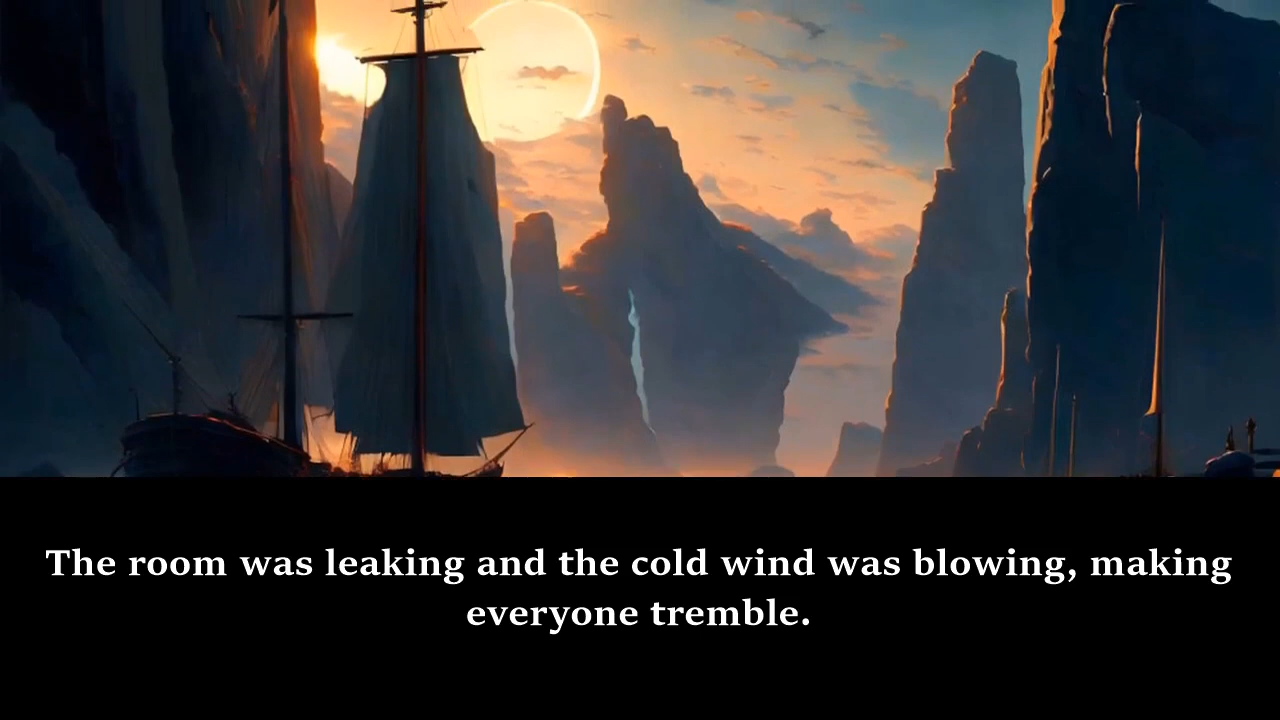 The room was leaking and the cold wind was blowing, making
everyone tremble.